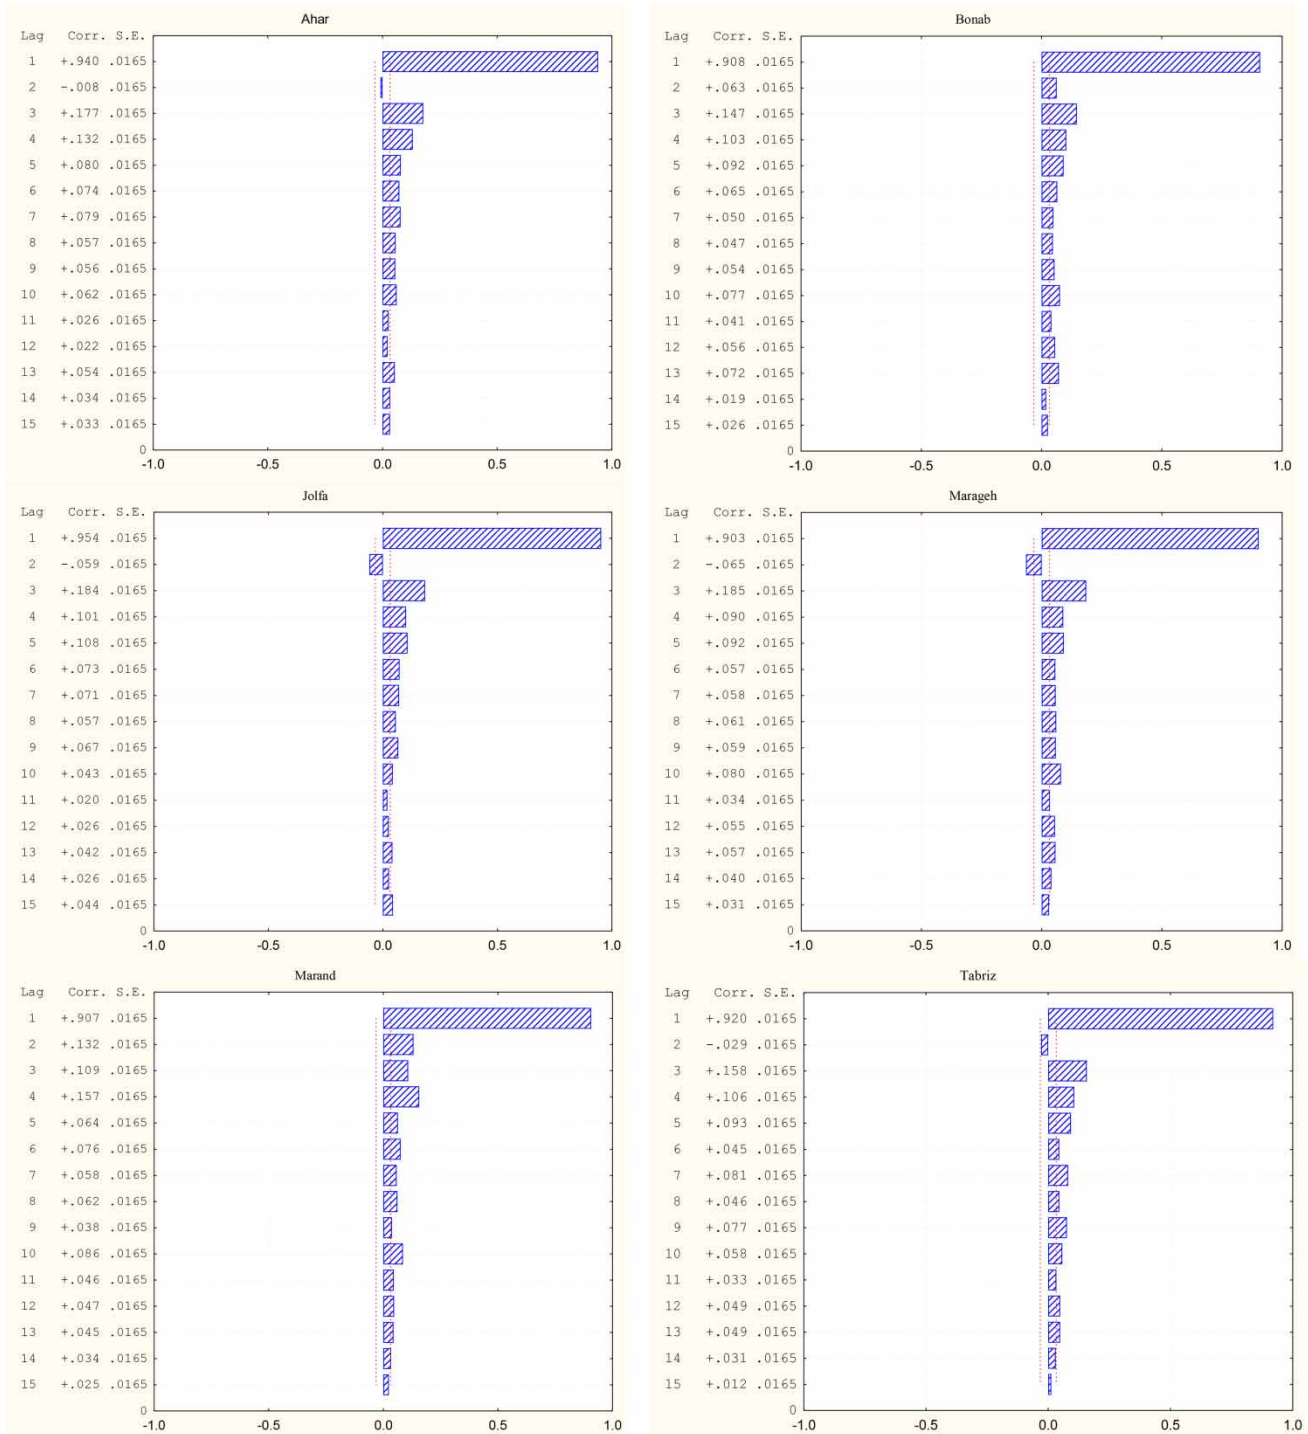 Ahar
Lag Corr. S.E.
1 +.940 .0165
2 -.008 .0165
3 +.177 .0165
4 +.132 .0165
5 +.080 .0165
6 +.074 .0165
7 +.079 .0165
8 +.057 .0165
9 +.056 .0165
10 +.062 .0165
11 +.026 .0165
12 +.022 .0165
13 +.054 .0165
14 +.034 .0165
15 +.033 .0165
0
-1.0 -0.5 0.0 0.5 1.0
Bonab
Lag Corr. S.E.
1 +.908 .0165
2 +.063 .0165
3 +.147 .0165
4 +.103 .0165
5 +.092 .0165
6 +.065 .0165
7 +.050 .0165
8 +.047 .0165
9 +.054 .0165
10 +.077 .0165
11 +.041 .0165
12 +.056 .0165
13 +.072 .0165
14 +.019 .0165
15 +.026 .0165
0
-1.0 -0.5 0.0 0.5 1.0
Jolfa
Lag Corr. S.E.
1 +.954 .0165
2 -.059 .0165
3 +.184 .0165
4 +.101 .0165
5 +.108 .0165
6 +.073 .0165
7 +.071 .0165
8 +.057 .0165
9 +.067 .0165
10 +.043 .0165
11 +.020 .0165
12 +.026 .0165
13 +.042 .0165
14 +.026 .0165
15 +.044 .0165
0
-1.0 -0.5 0.0 0.5 1.0
Marageh
Lag Corr. S.E.
1 +.903 .0165
2 -.065 .0165
3 +.185 .0165
4 +.090 .0165
5 +.092 .0165
6 +.057 .0165
7 +.058 .0165
8 +.061 .0165
9 +.059 .0165
10 +.080 .0165
11 +.034 .0165
12 +.055 .0165
13 +.057 .0165
14 +.040 .0165
15 +.031 .0165
0
-1.0 -0.5 0.0 0.5 1.0
Marand
Lag Corr. S.E.
1 +.907 .0165
2 +.132 .0165
3 +.109 .0165
4 +.157 .0165
5 +.064 .0165
6 +.076 .0165
7 +.058 .0165
8 +.062 .0165
9 +.038 .0165
10 +.086 .0165
11 +.046 .0165
12 +.047 .0165
13 +.045 .0165
14 +.034 .0165
15 +.025 .0165
0
-1.0 -0.5 0.0 0.5 1.0
Tabriz
Lag Corr. S.E.
1 +.920 .0165
2 -.029 .0165
3 +.158 .0165
4 +.106 .0165
5 +.093 .0165
6 +.045 .0165
7 +.081 .0165
8 +.046 .0165
9 +.077 .0165
10 +.058 .0165
11 +.033 .0165
12 +.049 .0165
13 +.049 .0165
14 +.031 .0165
15 +.012 .0165
0
-1.0 -0.5 0.0 0.5 1.0